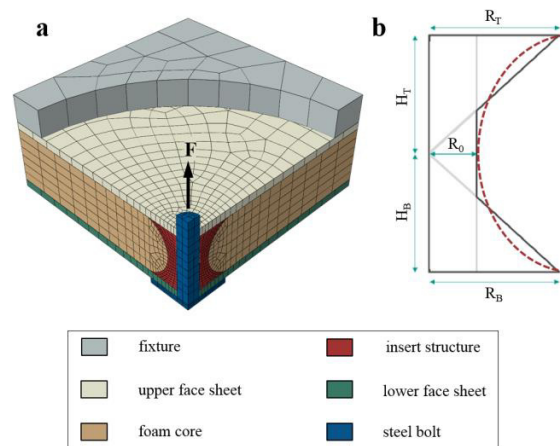 a
b
F
R_T
H_T
R_0
H_B
R_B
fixture
insert structure
upper face sheet
lower face sheet
foam core
steel bolt